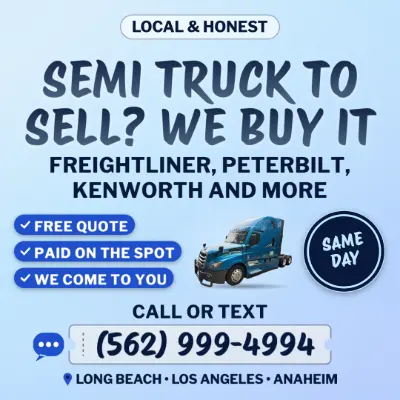 LOCAL & HONEST
SEMI TRUCK TO
SELL? WE BUY IT
FREIGHTLINER, PETERBILT,
KENWORTH AND MORE
FREE QUOTE
PAID ON THE SPOT
WE COME TO YOU
SAME
DAY
CALL OR TEXT
(562) 999-4994
LONG BEACH • LOS ANGELES • ANAHEIM